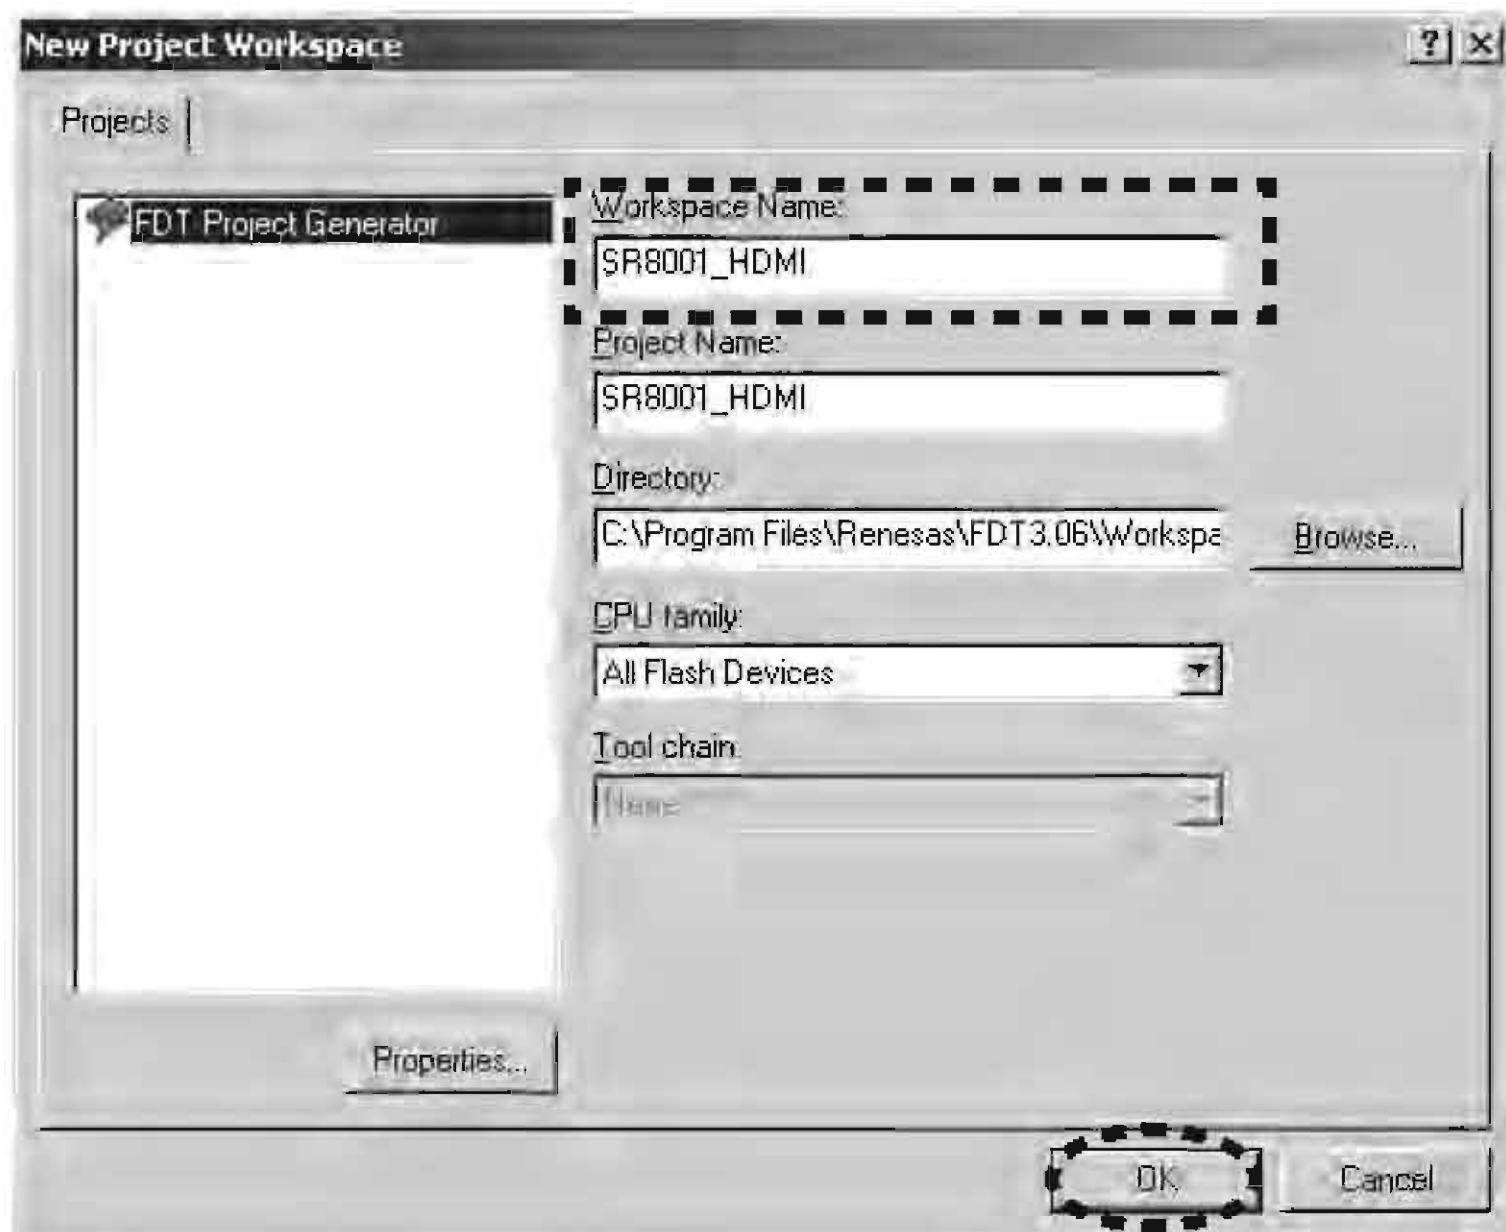 New Project Workspace
Projects
FDT Project Generator
Workspace Name:
SR8001_HDMI
Project Name:
SR8001_HDMI
Directory:
C:\Program Files\Renesas\FDT3.06\\Workspa
Browse...
CPU family:
All Flash Devices
Tool chain:
None
Properties...
OK
Cancel